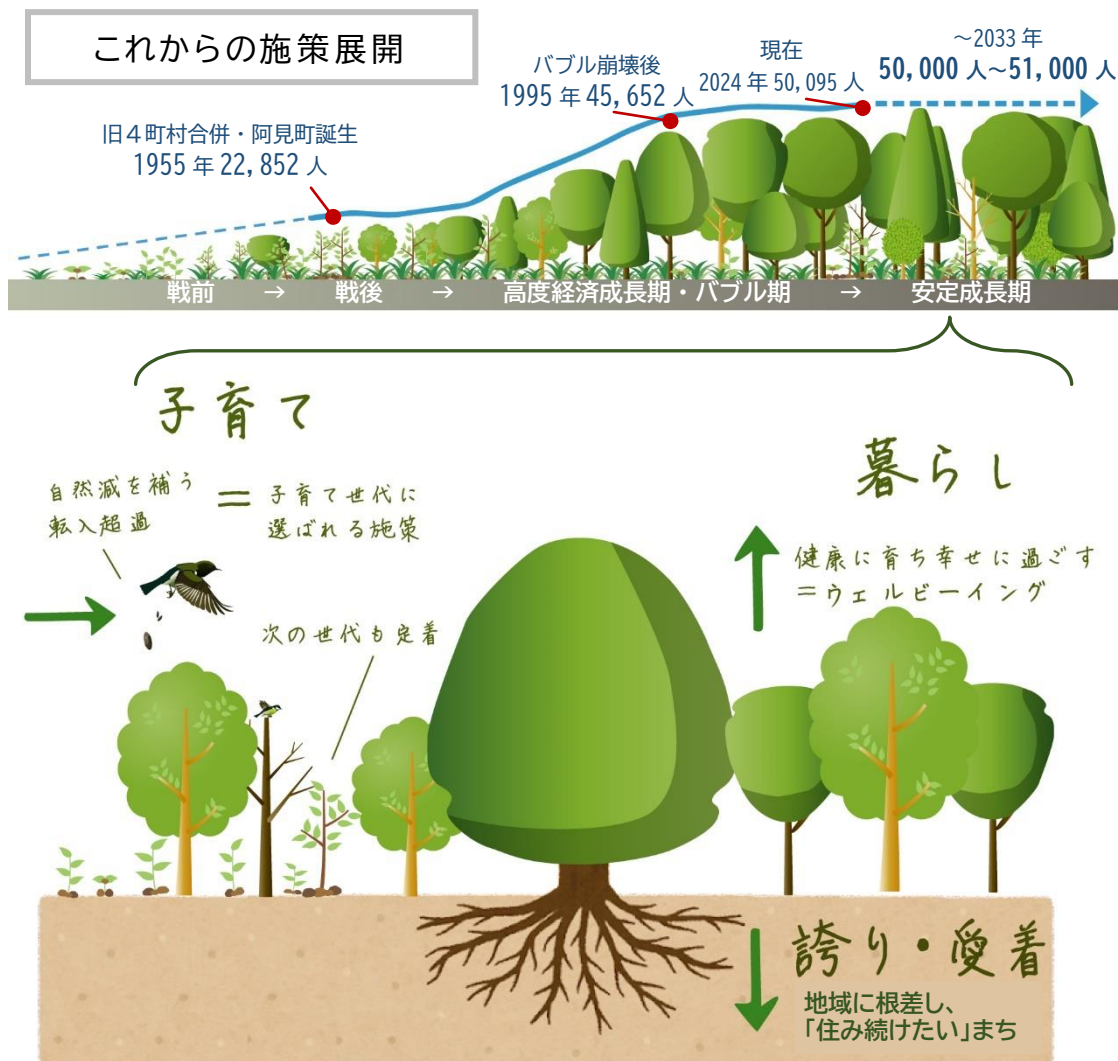 これからの施策展開
旧4町村合併・阿見町誕生
1955年22,852人
バブル崩壊後
1995年45,652人
現在
2024年50,095人
～2033年
50,000人～51,000人
戦前 → 戦後 → 高度経済成長期・バブル期 → 安定成長期
子育て
自然減を補う
転入超過
＝
子育て世代に
選ばれる施策
次の世代も定着
暮らし
健康に育ち幸せに過ごす
＝ウェルビーイング
誇り・愛着
地域に根差し、
「住み続けたい」まち